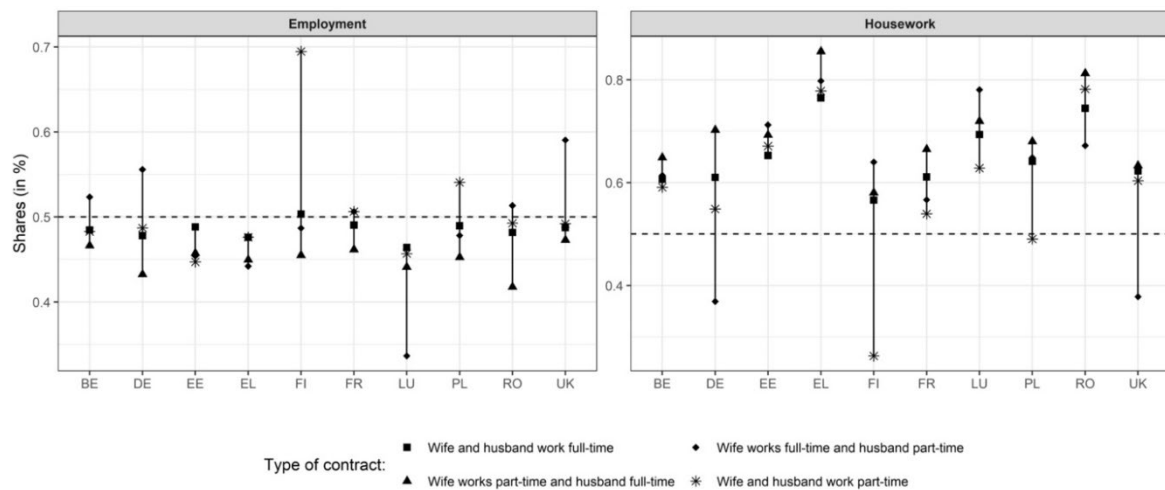 Employment
Housework
Shares (in %)
0.7
0.6
0.5
0.4
0.8
0.6
0.4
BE DE EE EL FI FR LU PL RO UK
BE DE EE EL FI FR LU PL RO UK
Type of contract:
Wife and husband work full-time
Wife works full-time and husband part-time
Wife works part-time and husband full-time
Wife and husband work part-time